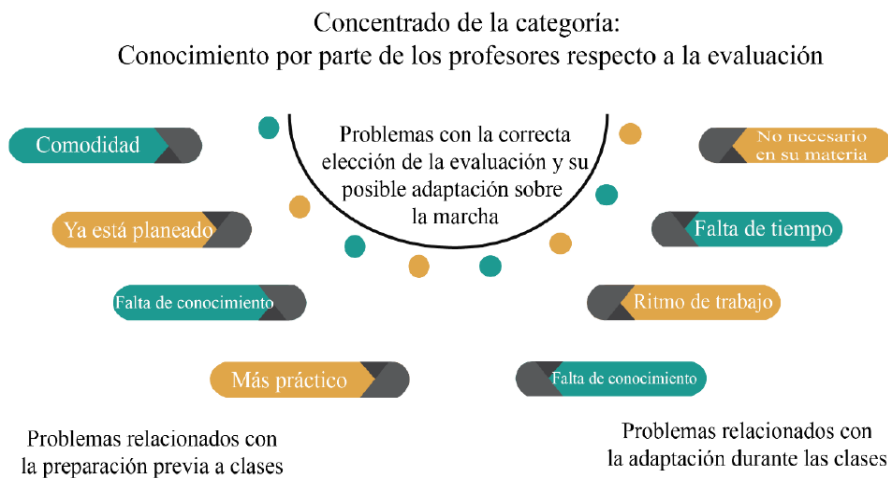 Concentrado de la categoría:
Conocimiento por parte de los profesores respecto a la evaluación
Problemas con la correcta
elección de la evaluación y su
posible adaptación sobre
la marcha
Comodidad
Ya está planeado
Falta de conocimiento
Más práctico
No necesario
en su materia
Falta de tiempo
Ritmo de trabajo
Falta de conocimiento
Problemas relacionados con
la preparación previa a clases
Problemas relacionados con
la adaptación durante las clases